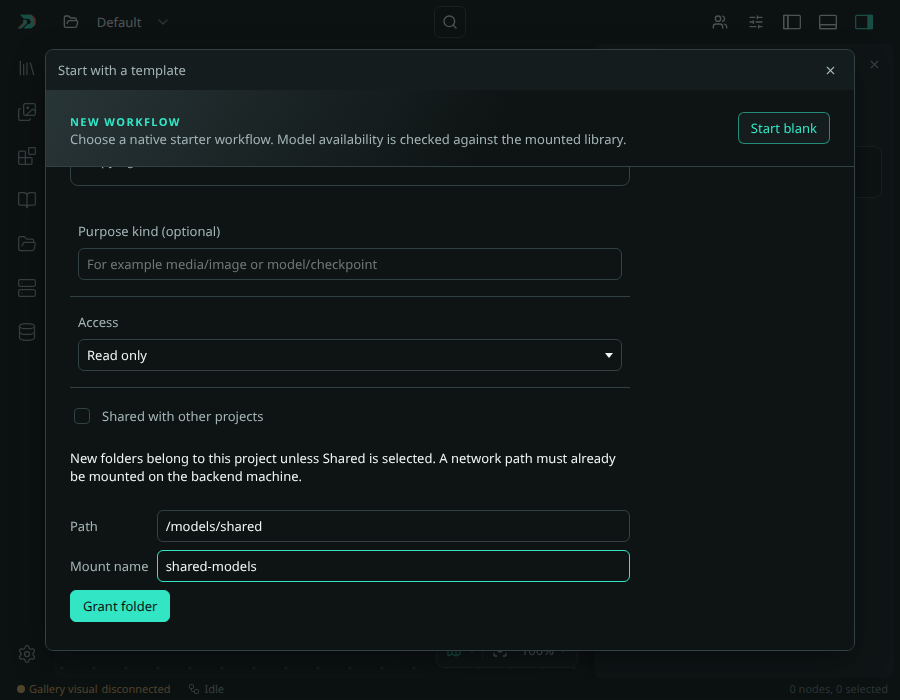 Default
Start with a template
NEW WORKFLOW
Choose a native starter workflow. Model availability is checked against the mounted library.
Start blank
Purpose kind (optional)
For example media/image or model/checkpoint
Access
Read only
Shared with other projects
New folders belong to this project unless Shared is selected. A network path must already
be mounted on the backend machine.
Path
/models/shared
Mount name
shared-models
Grant folder
100%
Gallery visual disconnected
Idle
0 nodes, 0 selected